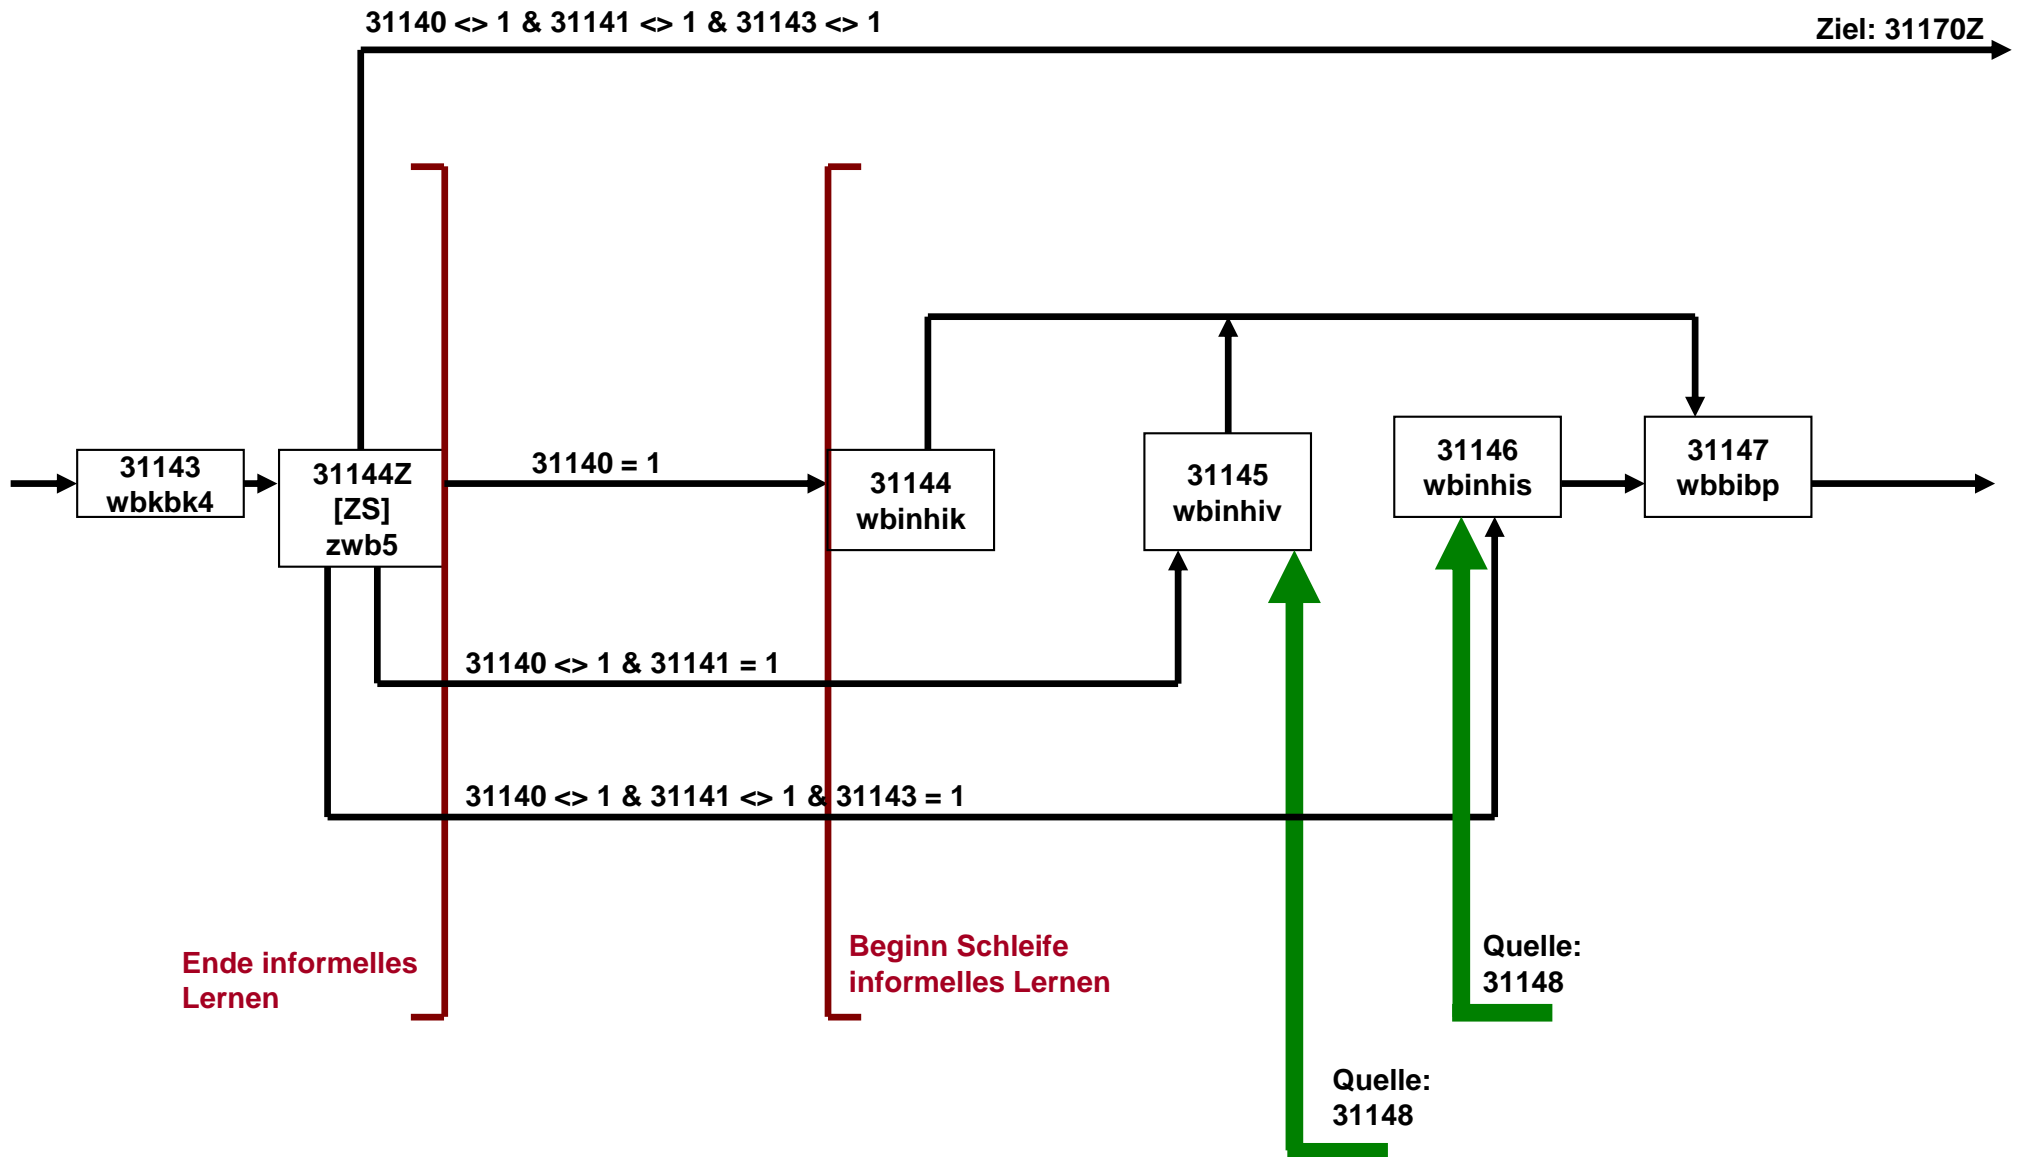 31140 <> 1 & 31141 <> 1 & 31143 <> 1
Ziel: 31170Z
31143
wbkbk4
31144Z
[ZS]
zwb5
31140 = 1
31144
wbinhik
31145
wbinhiv
31146
wbinhis
31147
wbbibp
31140 <> 1 & 31141 = 1
31140 <> 1 & 31141 <> 1 & 31143 = 1
Ende informelles
Lernen
Beginn Schleife
informelles Lernen
Quelle:
31148
Quelle:
31148